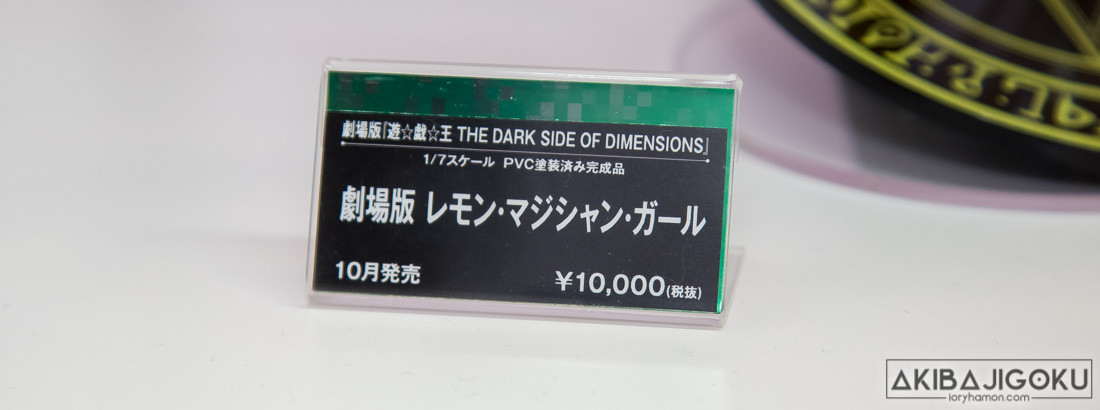 劇場版『遊☆戯☆王 THE DARK SIDE OF DIMENSIONS』
1/7スケール PVC塗装済み完成品
劇場版 レモン・マジシャン・ガール
10月発売
¥10,000(税抜)
AKIBAJIGOKU
ioryhamon.com